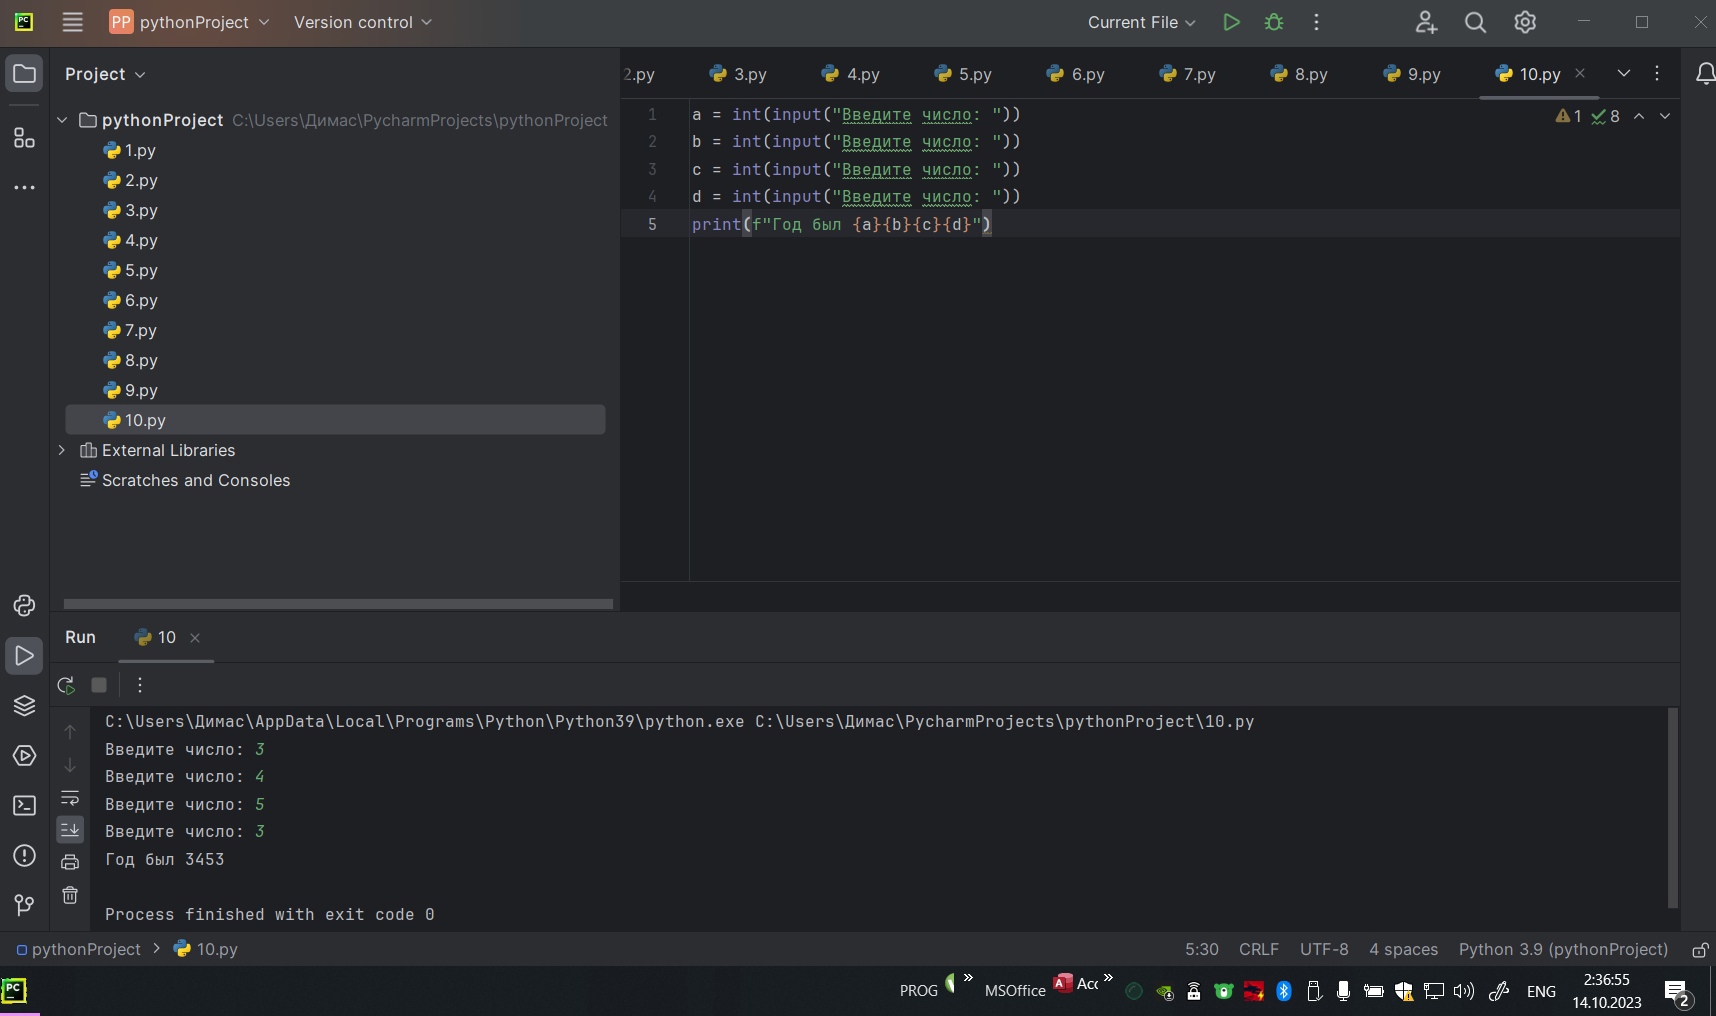 PC
PP pythonProject
Version control
Current File
Project
2.py
3.py
4.py
5.py
6.py
7.py
8.py
9.py
10.py
pythonProject C:\Users\Димас\PycharmProjects\pythonProject
1.py
2.py
3.py
4.py
5.py
6.py
7.py
8.py
9.py
10.py
External Libraries
Scratches and Consoles
1 a = int(input("Введите число: "))
2 b = int(input("Введите число: "))
3 c = int(input("Введите число: "))
4 d = int(input("Введите число: "))
5 print(f"Год был {a}{b}{c}{d}")
1 8
Run
10
C:\Users\Димас\AppData\Local\Programs\Python\Python39\python.exe C:\Users\Димас\PycharmProjects\pythonProject\10.py
Введите число: 3
Введите число: 4
Введите число: 5
Введите число: 3
Год был 3453
Process finished with exit code 0
pythonProject > 10.py
5:30 CRLF UTF-8 4 spaces Python 3.9 (pythonProject)
PC
PROG »
MSOffice A Acc »
ENG
2:36:55
14.10.2023
2